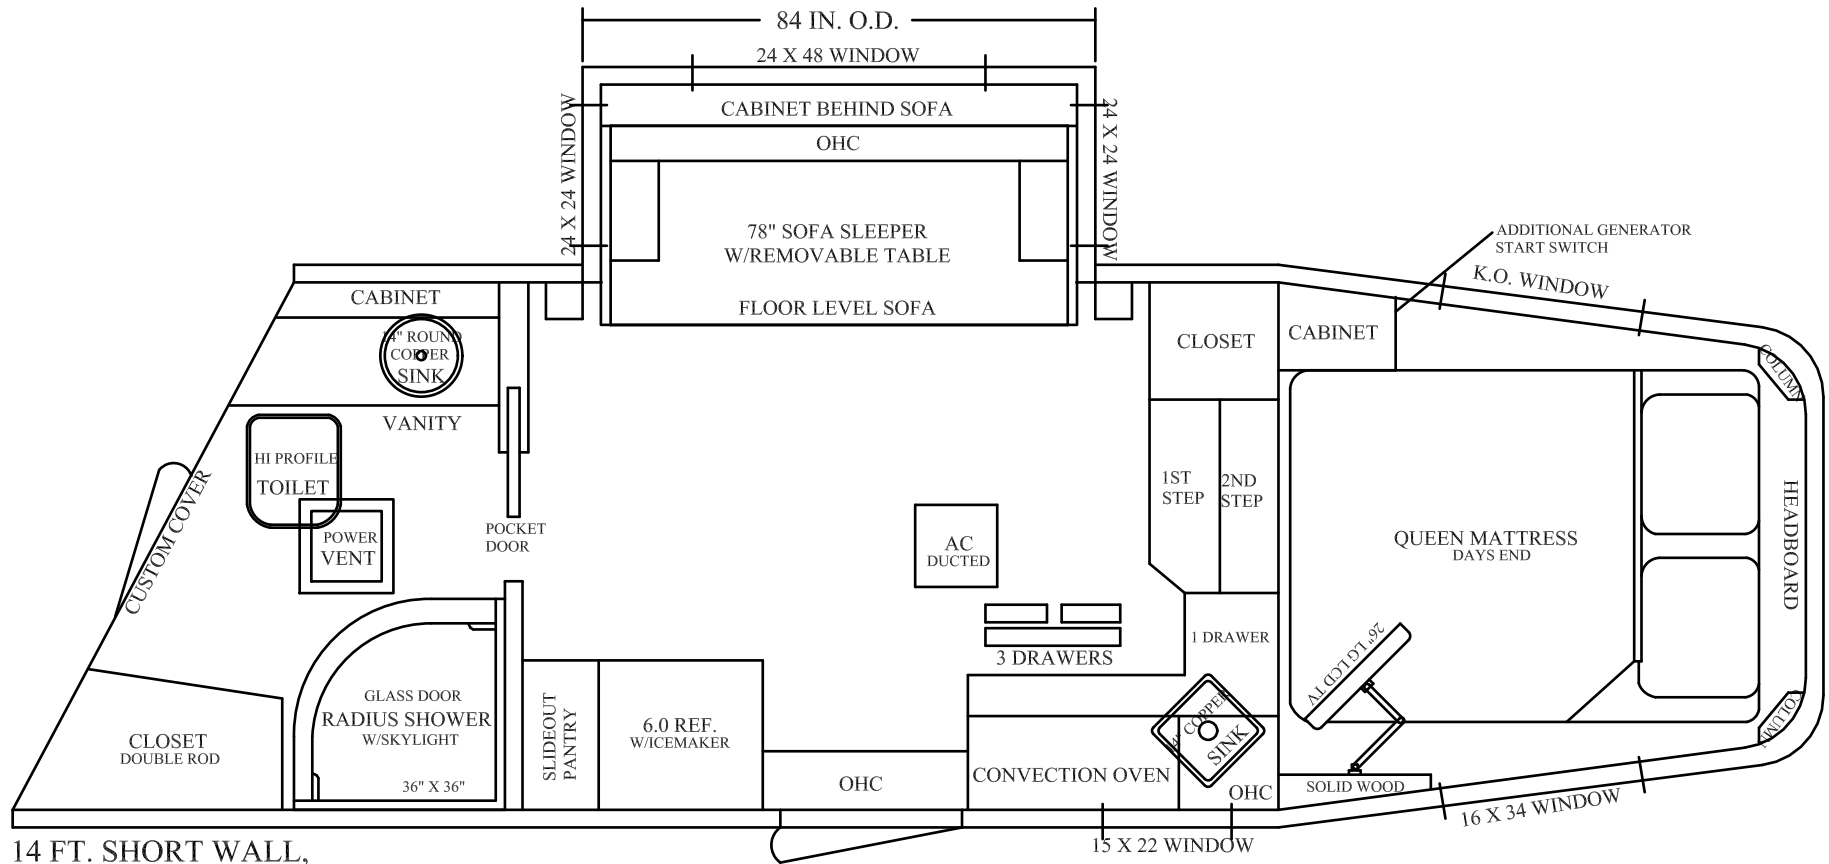 84 IN. O.D.
24 X 48 WINDOW
24 X 24 WINDOW
CABINET BEHIND SOFA
24 X 24 WINDOW
OHC
78" SOFA SLEEPER
W/REMOVABLE TABLE
FLOOR LEVEL SOFA
ADDITIONAL GENERATOR
START SWITCH
K.O. WINDOW
CABINET
14" ROUND
COPPER
SINK
VANITY
CLOSET
CABINET
COLUMN
HI PROFILE
TOILET
CUSTOM COVER
POWER
VENT
POCKET
DOOR
AC
DUCTED
1ST
STEP
2ND
STEP
QUEEN MATTRESS
DAYS END
HEADBOARD
3 DRAWERS
1 DRAWER
26" LG LCD TV
COLUMN
CLOSET
DOUBLE ROD
GLASS DOOR
RADIUS SHOWER
W/SKYLIGHT
36" X 36"
SLIDEOUT
PANTRY
6.0 REF.
W/ICEMAKER
OHC
CONVECTION OVEN
COPPER
SINK
OHC
SOLID WOOD
16 X 34 WINDOW
15 X 22 WINDOW
14 FT. SHORT WALL,